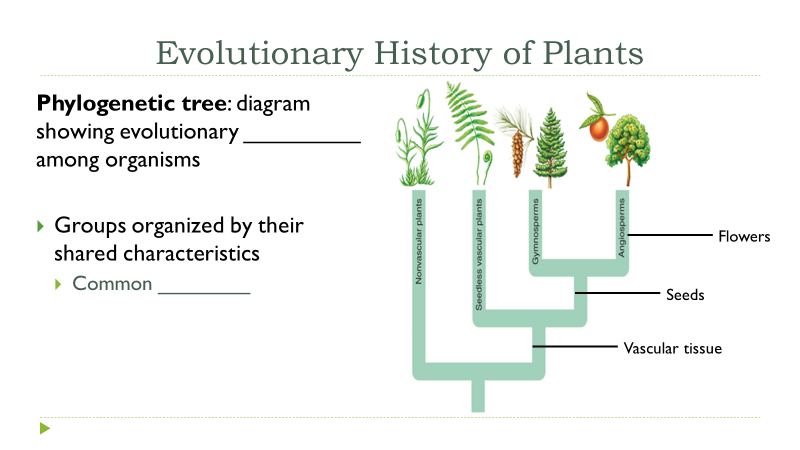 Evolutionary History of Plants
Phylogenetic tree: diagram
showing evolutionary __________
among organisms
Groups organized by their
shared characteristics
Common ________
Nonvascular plants
Seedless vascular plants
Gymnosperms
Angiosperms
Flowers
Seeds
Vascular tissue